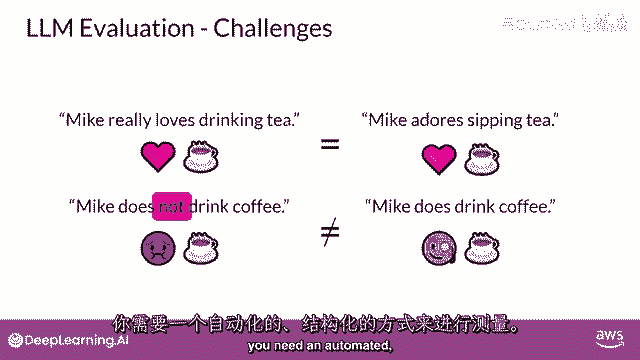 LLM Evaluation - Challenges
“Mike really loves drinking tea.”
=
“Mike adores sipping tea.”
“Mike does not drink coffee.”
≠
“Mike does drink coffee.”
你需要一个自动化的、结构化的方式来进行测量。
you need an automated,
DeepLearning.AI
aws